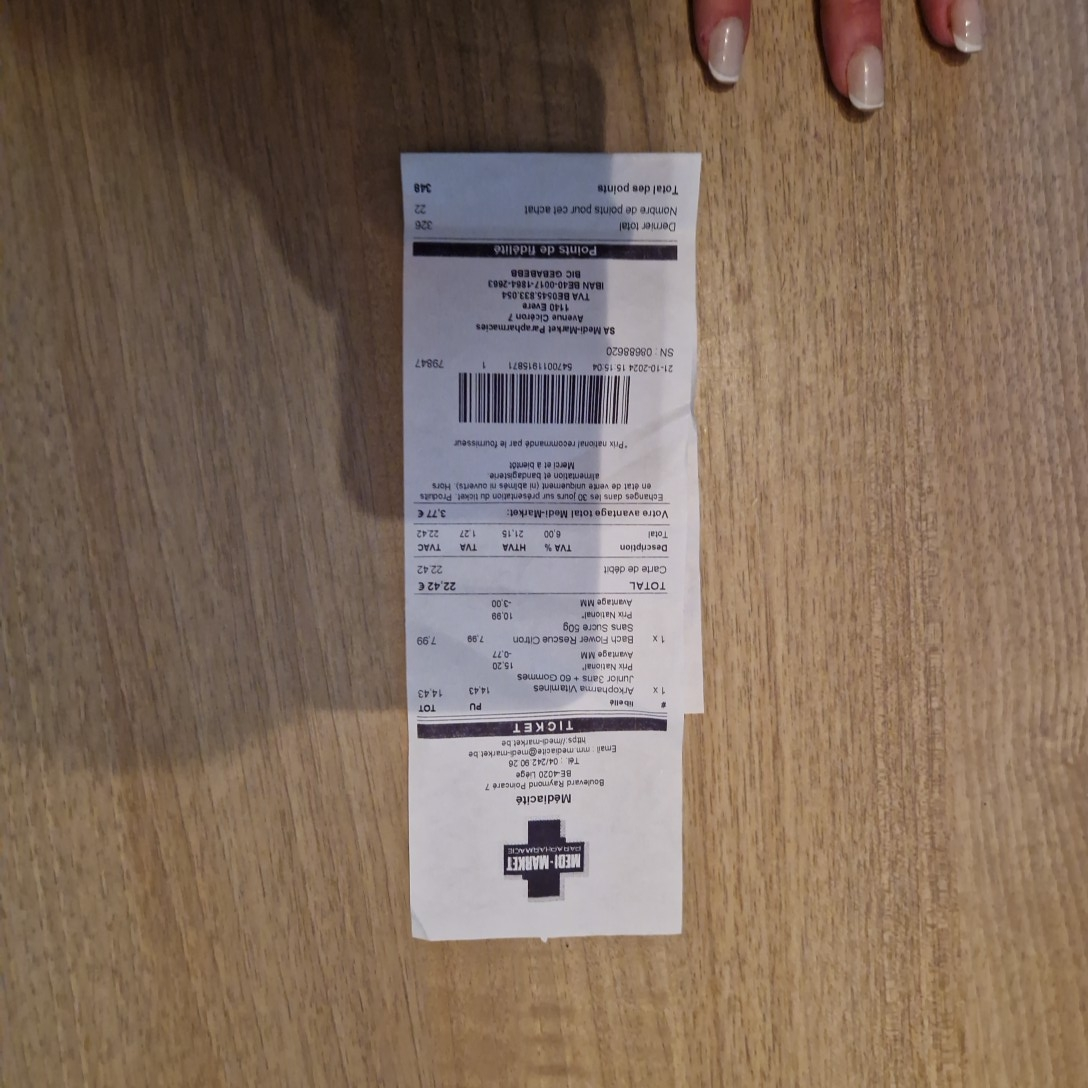 MEDI-MARKET
PARAPHARMACIE
Médiacité
Boulevard Raymond Poincaré 7
BE-4020 Liège
Tél. : 04/242.90.26
Email : mm.mediacite@medi-market.be
https://medi-market.be
TICKET
# libellé PU TOT
1 x Arkopharma Vitamines 14,43 14,43
Junior 3ans + 60 Gommes
Prix National* 15.20
Avantage MM -0.77
1 x Bach Flower Rescue Citron 7,99 7,99
Sans Sucre 50g
Prix National* 10.99
Avantage MM -3.00
TOTAL 22,42 €
Carte de débit 22,42
Description TVA % HTVA TVA TVAC
Total 6.00 21,15 1,27 22,42
Votre avantage total Medi-Market: 3,77 €
Echanges dans les 30 jours sur présentation du ticket. Produits
en état de vente uniquement (ni abîmés ni ouverts). Hors
alimentation et bandagisterie.
Merci et à bientôt
*Prix national recommandé par le fournisseur
21-10-2024 15:15:04 5470011915871 1 79847
SN : 08688620
SA Medi-Market Parapharmacies
Avenue Cicéron 7
1140 Evere
TVA BE0545.833.054
IBAN BE40-0017-1864-2663
BIC GEBABEBB
Points de fidélité
Dernier total 326
Nombre de points pour cet achat 22
Total des points 348